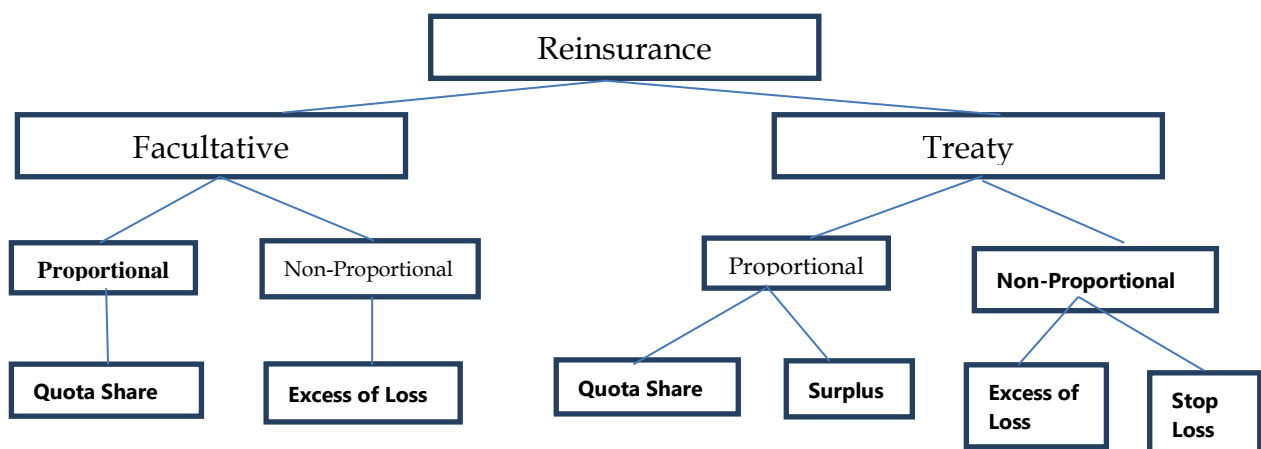 Reinsurance
Facultative
Treaty
Proportional
Non-Proportional
Proportional
Non-Proportional
Quota Share
Excess of Loss
Quota Share
Surplus
Excess of
Loss
Stop
Loss